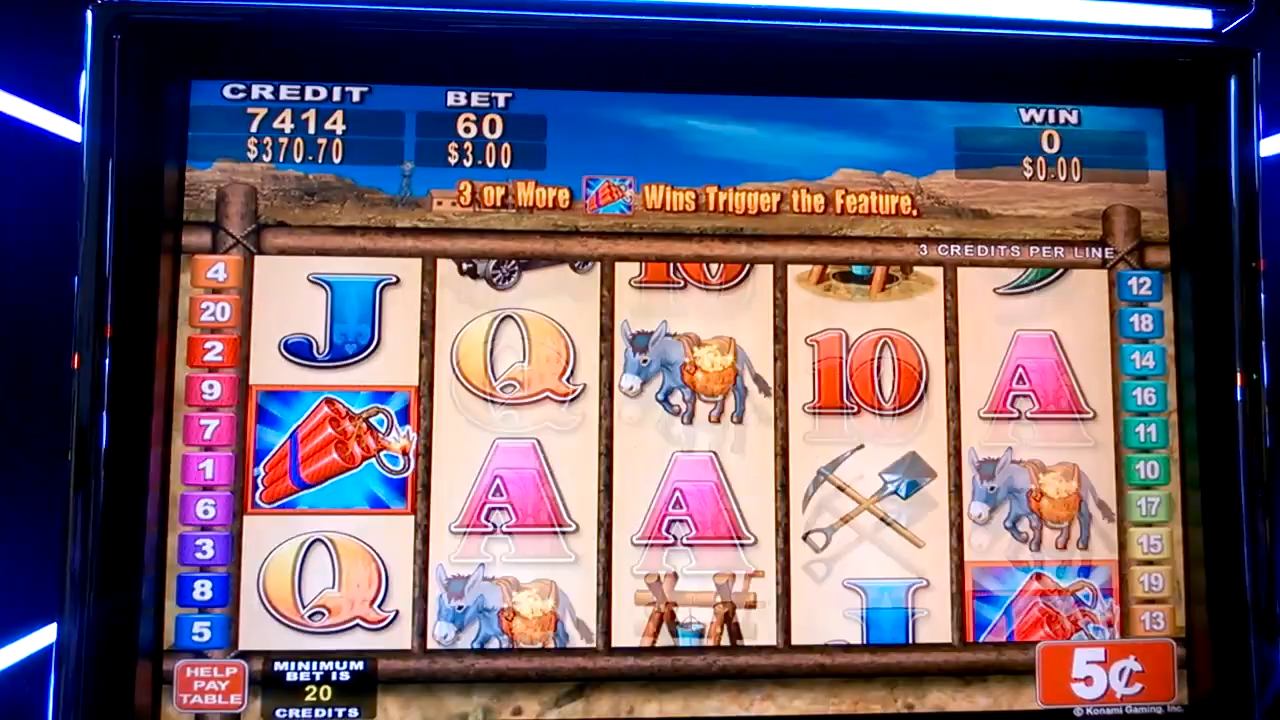 CREDIT
7414
$370.70
BET
60
$3.00
WIN
0
$0.00
3 or More Wins Trigger the Feature.
3 CREDITS PER LINE
4
20
2
9
7
1
6
3
8
5
J
Q
Q
A
10
A
10
J
A
12
18
14
16
11
10
17
15
19
13
HELP
PAY
TABLE
MINIMUM
BET IS
20
CREDITS
5¢
© Konami Gaming, Inc.